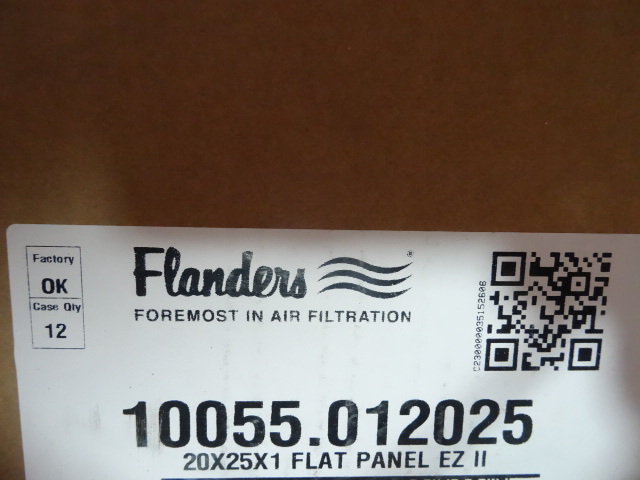 Factory
OK
Case Qty
12
Flanders®
FOREMOST IN AIR FILTRATION
10055.012025
20X25X1 FLAT PANEL EZ II